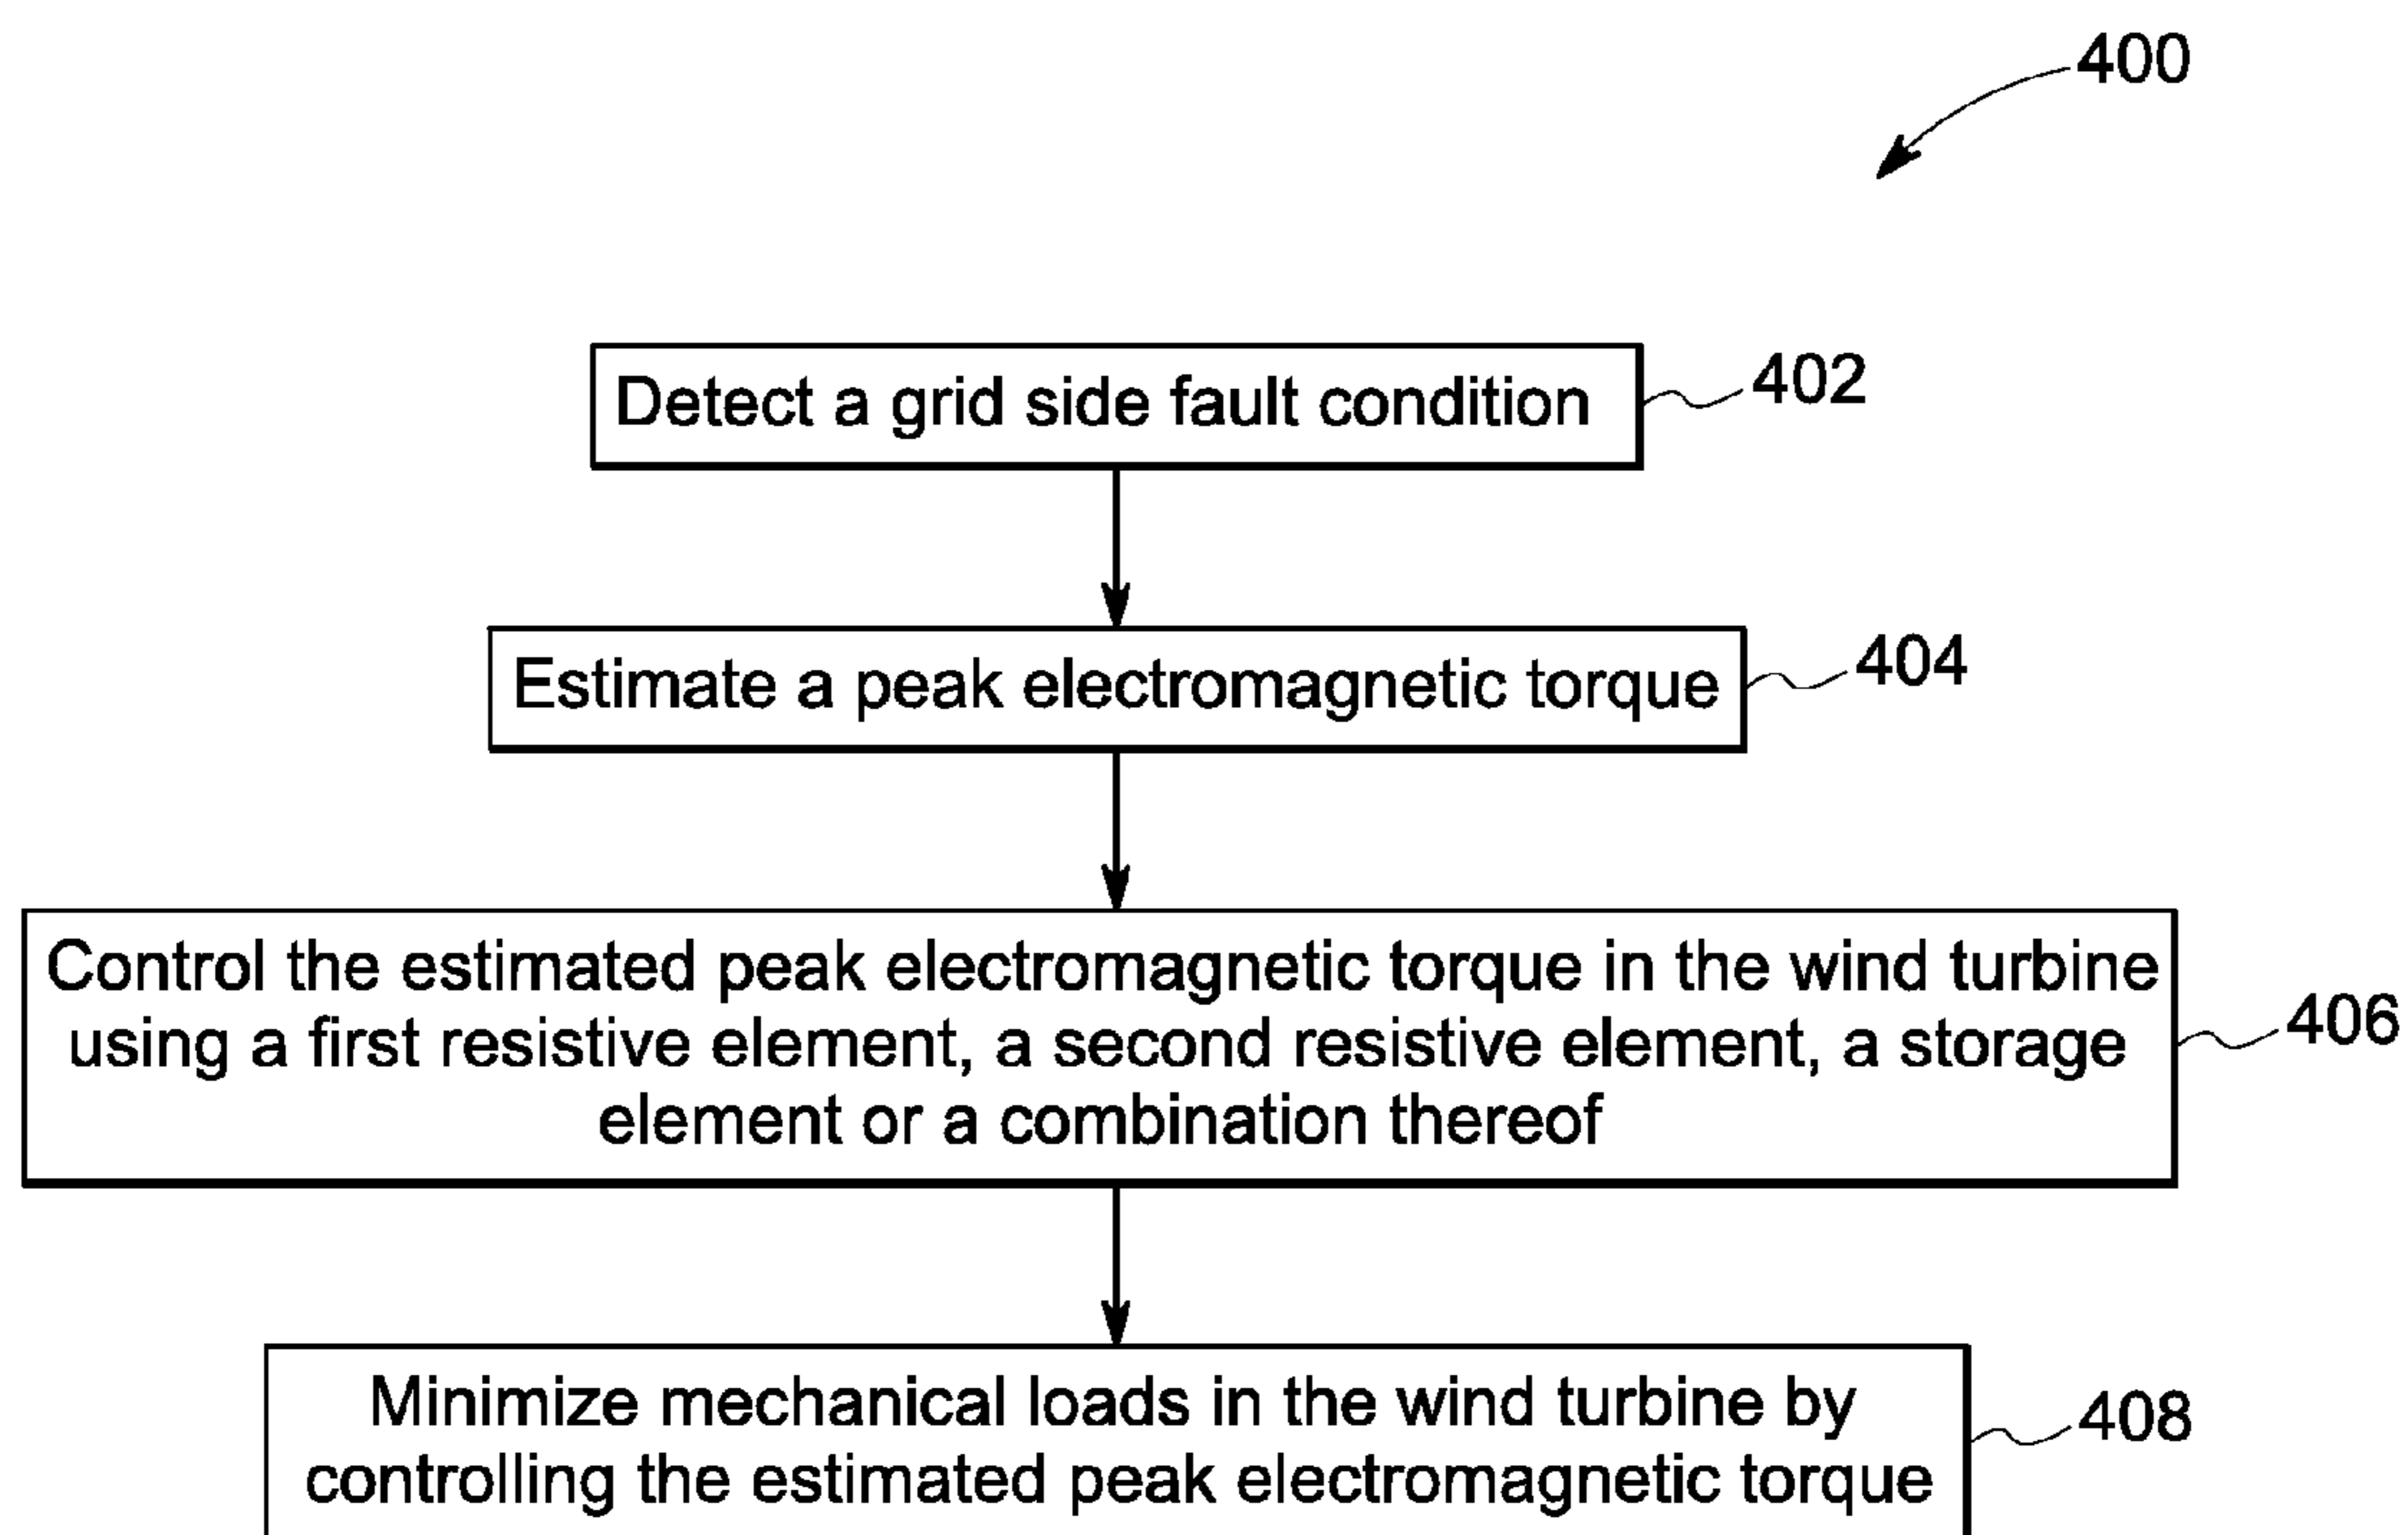 400
Detect a grid side fault condition
402
Estimate a peak electromagnetic torque
404
Control the estimated peak electromagnetic torque in the wind turbine
using a first resistive element, a second resistive element, a storage
element or a combination thereof
406
Minimize mechanical loads in the wind turbine by
controlling the estimated peak electromagnetic torque
408